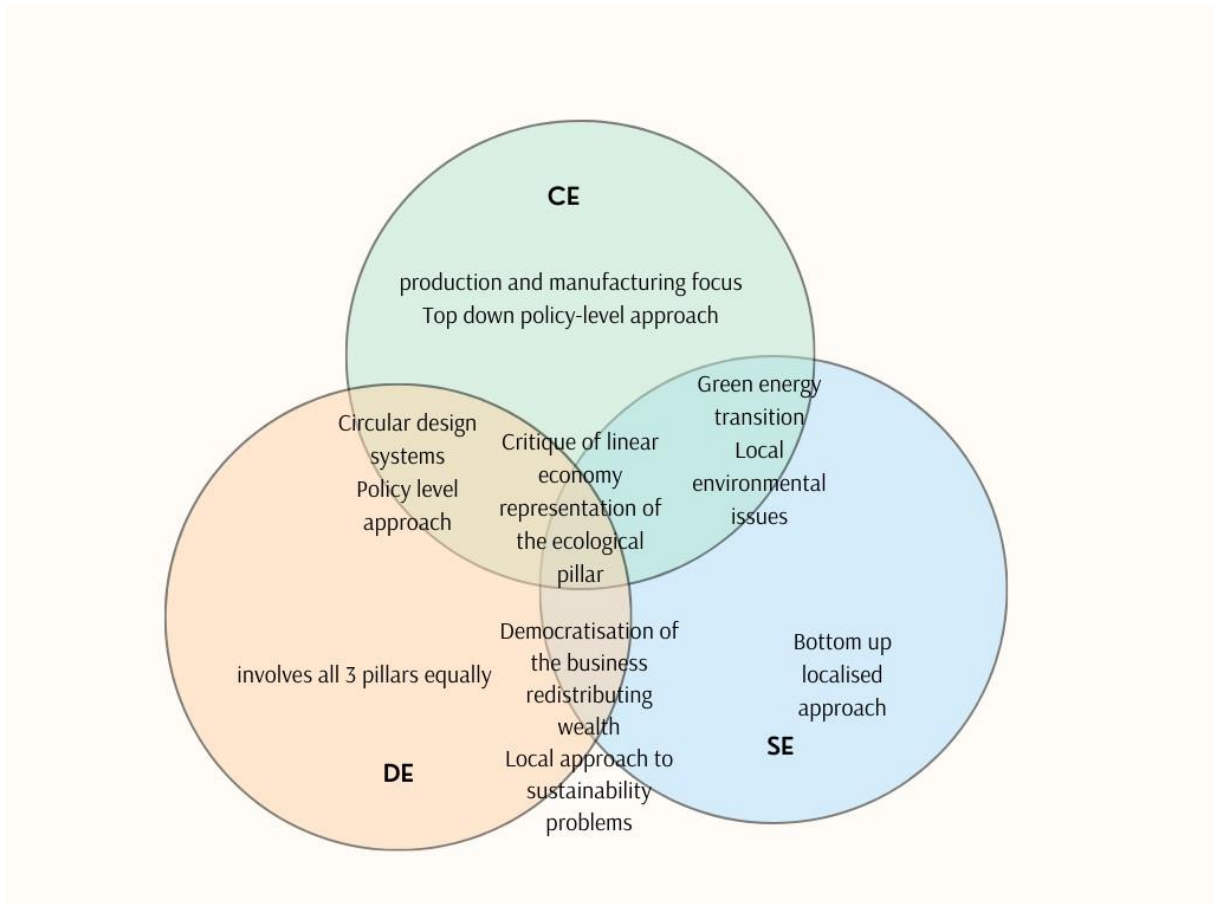 CE
production and manufacturing focus
Top down policy-level approach
Circular design
systems
Policy level
approach
Critique of linear
economy
representation of
the ecological
pillar
Green energy
transition
Local
environmental
issues
involves all 3 pillars equally
DE
Democratisation of
the business
redistributing
wealth
Local approach to
sustainability
problems
Bottom up
localised
approach
SE